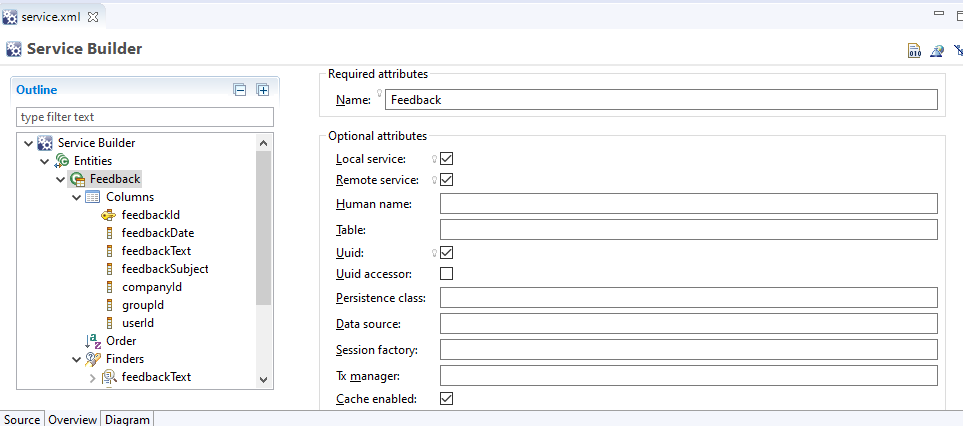 service.xml
Service Builder
010
Outline
type filter text
Service Builder
Entities
Feedback
Columns
feedbackId
feedbackDate
feedbackText
feedbackSubject
companyId
groupId
userId
Order
Finders
feedbackText
Required attributes
Name: Feedback
Optional attributes
Local service:
Remote service:
Human name:
Table:
Uuid:
Uuid accessor:
Persistence class:
Data source:
Session factory:
Tx manager:
Cache enabled:
Source Overview Diagram